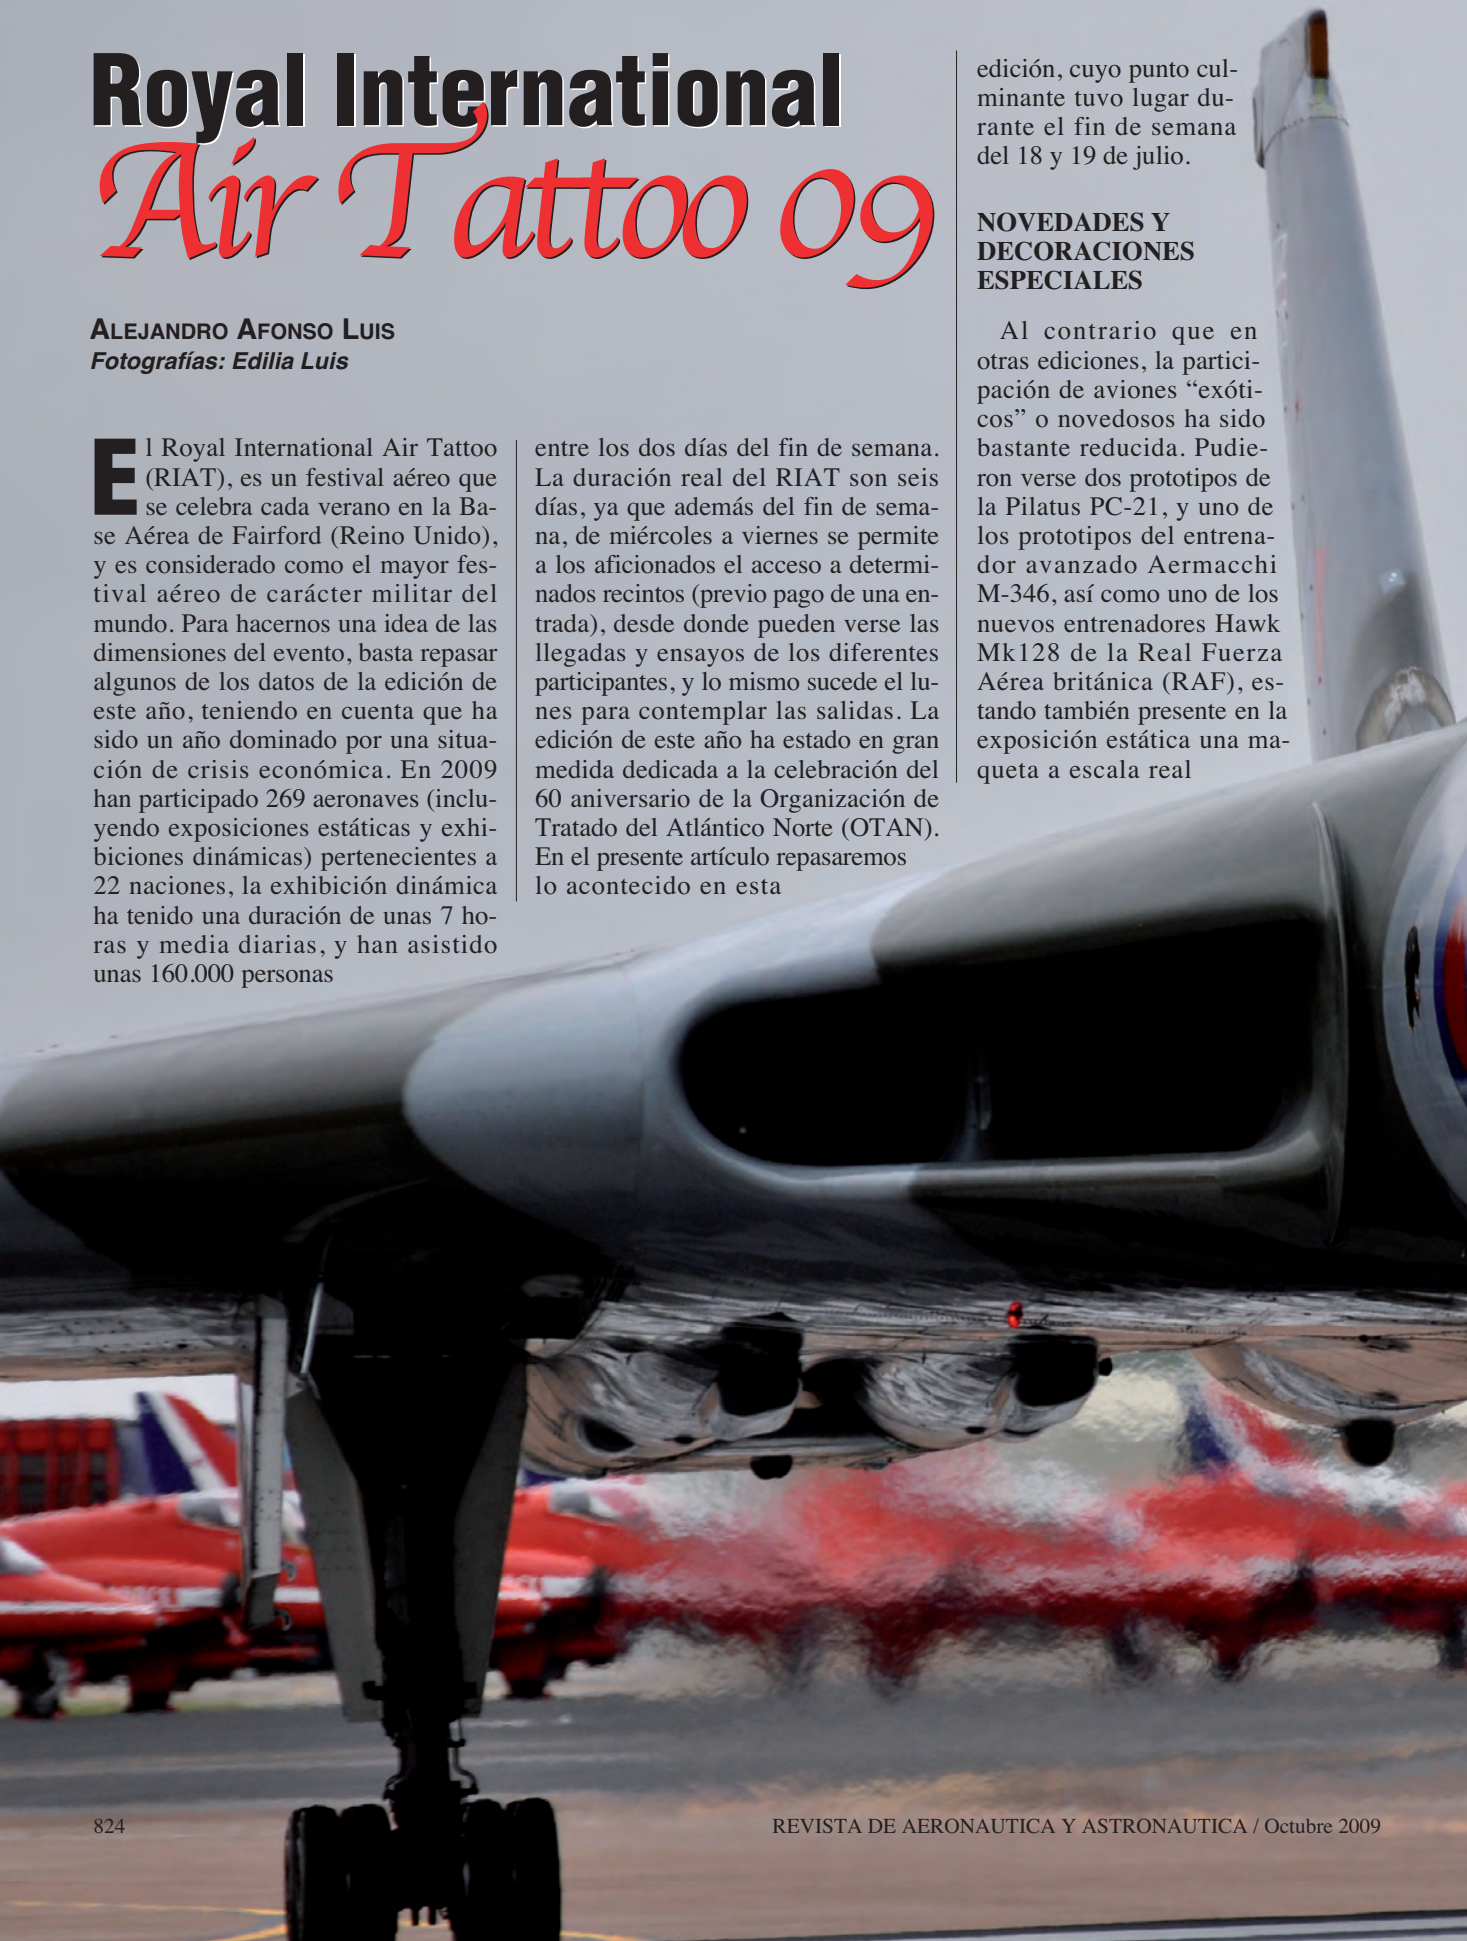 Royal International
Air Tattoo 09
ALEJANDRO AFONSO LUIS
Fotografías: Edilia Luis
El Royal International Air Tattoo
(RIAT), es un festival aéreo que
se celebra cada verano en la Ba-
se Aérea de Fairford (Reino Unido),
y es considerado como el mayor fes-
tival aéreo de carácter militar del
mundo. Para hacernos una idea de las
dimensiones del evento, basta repasar
algunos de los datos de la edición de
este año, teniendo en cuenta que ha
sido un año dominado por una situa-
ción de crisis económica. En 2009
han participado 269 aeronaves (inclu-
yendo exposiciones estáticas y exhi-
biciones dinámicas) pertenecientes a
22 naciones, la exhibición dinámica
ha tenido una duración de unas 7 ho-
ras y media diarias, y han asistido
unas 160.000 personas
entre los dos días del fin de semana.
La duración real del RIAT son seis
días, ya que además del fin de sema-
na, de miércoles a viernes se permite
a los aficionados el acceso a determi-
nados recintos (previo pago de una en-
trada), desde donde pueden verse las
llegadas y ensayos de los diferentes
participantes, y lo mismo sucede el lu-
nes para contemplar las salidas. La
edición de este año ha estado en gran
medida dedicada a la celebración del
60 aniversario de la Organización de
Tratado del Atlántico Norte (OTAN).
En el presente artículo repasaremos
lo acontecido en esta
edición, cuyo punto cul-
minante tuvo lugar du-
rante el fin de semana
del 18 y 19 de julio.
NOVEDADES Y
DECORACIONES
ESPECIALES
Al contrario que en
otras ediciones, la partici-
pación de aviones “exóti-
cos” o novedosos ha sido
bastante reducida. Pudie-
ron verse dos prototipos de
la Pilatus PC-21, y uno de
los prototipos del entrena-
dor avanzado Aermacchi
M-346, así como uno de los
nuevos entrenadores Hawk
Mk128 de la Real Fuerza
Aérea británica (RAF), es-
tando también presente en la
exposición estática una ma-
queta a escala real
824
REVISTA DE AERONAUTICA Y ASTRONAUTICA / Octubre 2009